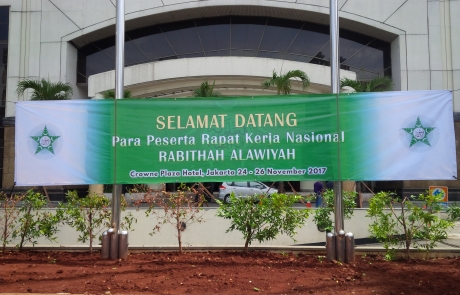 SELAMAT DATANG
Para Peserta Rapat Kerja Nasional
RABITHAH ALAWIYAH
Crowne Plaza Hotel, Jakarta 24 - 26 November 2017